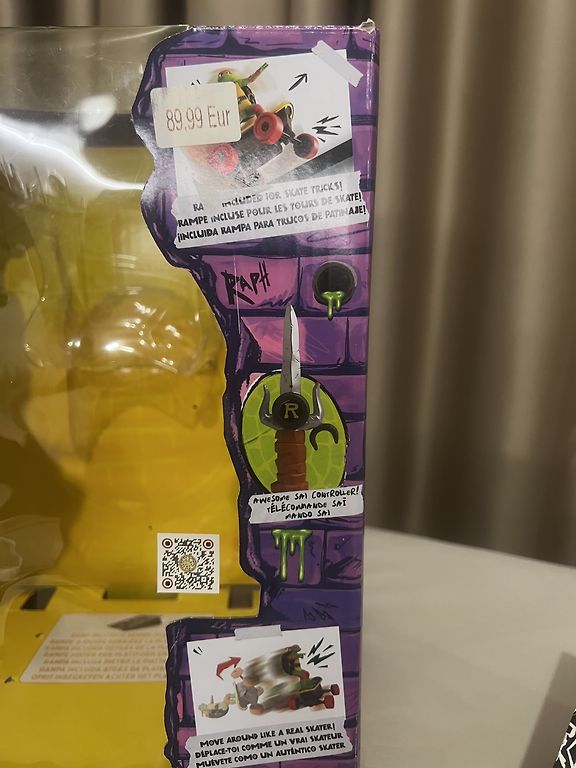 89,99 Eur
RA INCLUDED FOR SKATE TRICKS!
RAMPE INCLUSE POUR LES TOURS DE SKATE!
¡INCLUIDA RAMPA PARA TRUCOS DE PATINAJE!
RAPH
R
AWESOME SAI CONTROLLER!
TÉLÉCOMMANDE SAÏ
MANDO SAI
MOVE AROUND LIKE A REAL SKATER!
DÉPLACE-TOI COMME UN VRAI SKATEUR
MUÉVETE COMO UN AUTÉNTICO SKATER